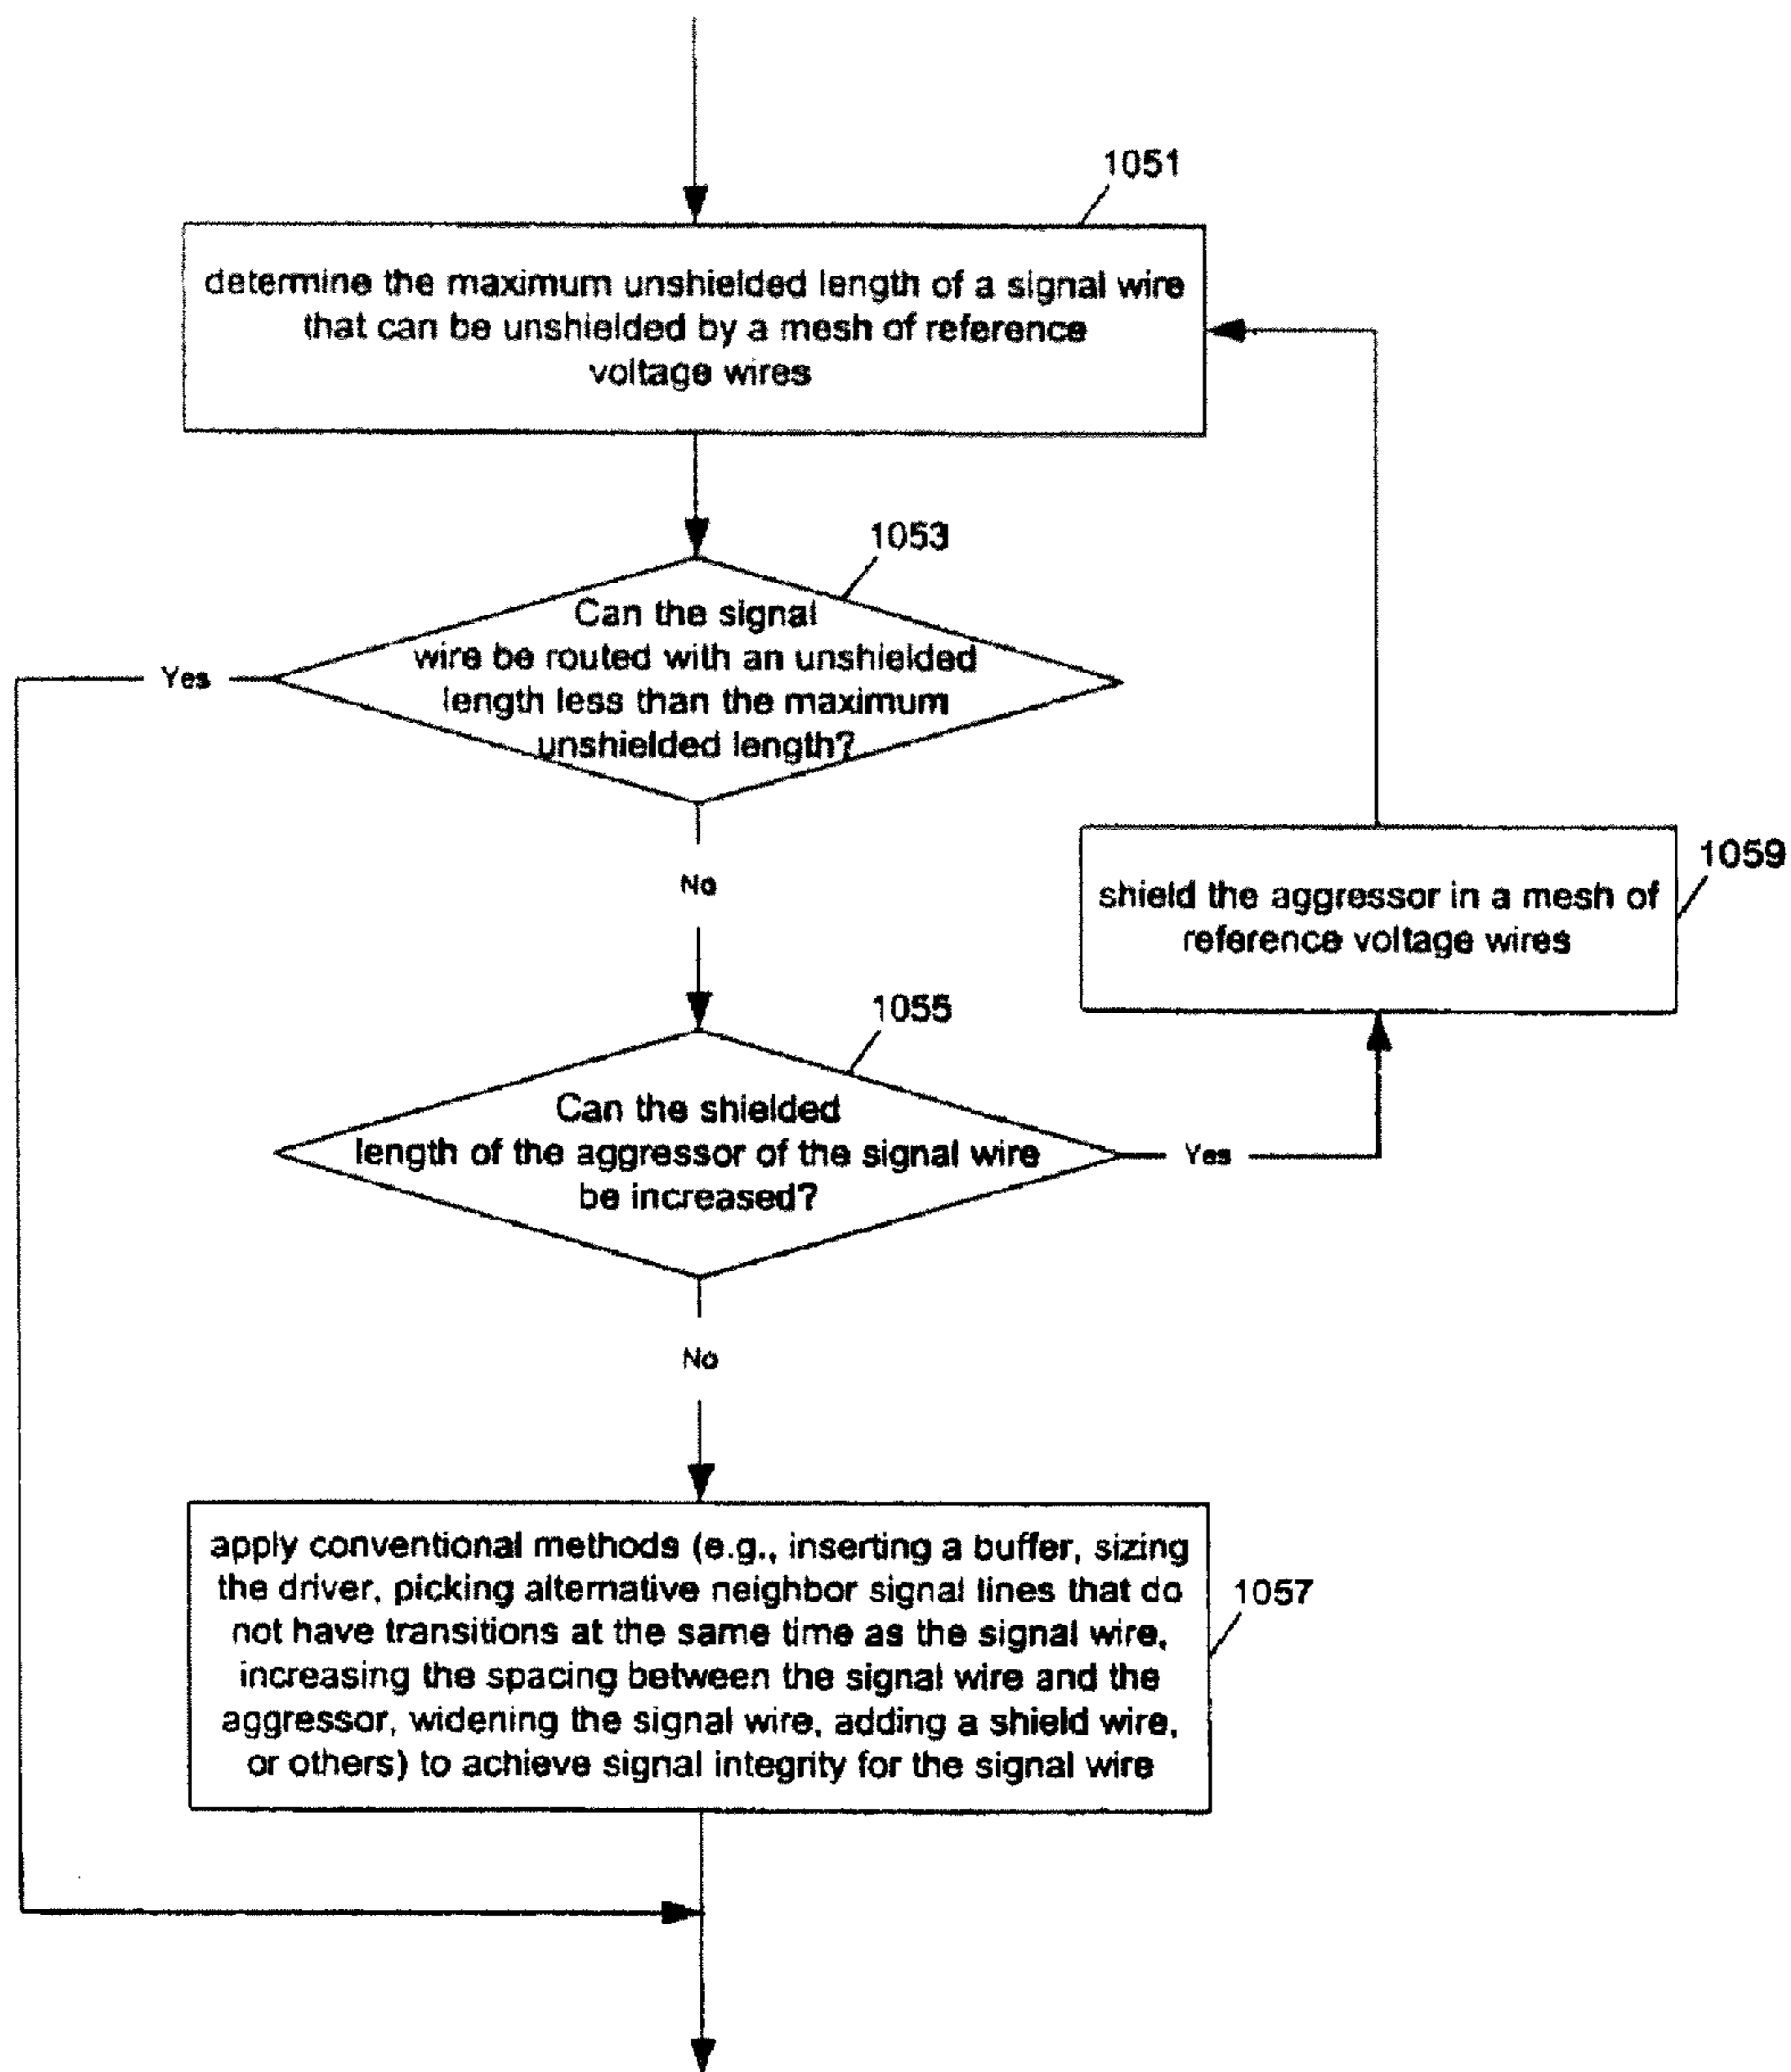 1051
determine the maximum unshielded length of a signal wire
that can be unshielded by a mesh of reference
voltage wires
1053
Can the signal
wire be routed with an unshielded
length less than the maximum
unshielded length?
Yes
No
1059
shield the aggressor in a mesh of
reference voltage wires
1055
Can the shielded
length of the aggressor of the signal wire
be increased?
Yes
No
apply conventional methods (e.g., inserting a buffer, sizing
the driver, picking alternative neighbor signal lines that do
not have transitions at the same time as the signal wire,
increasing the spacing between the signal wire and the
aggressor, widening the signal wire, adding a shield wire,
or others) to achieve signal integrity for the signal wire
1057